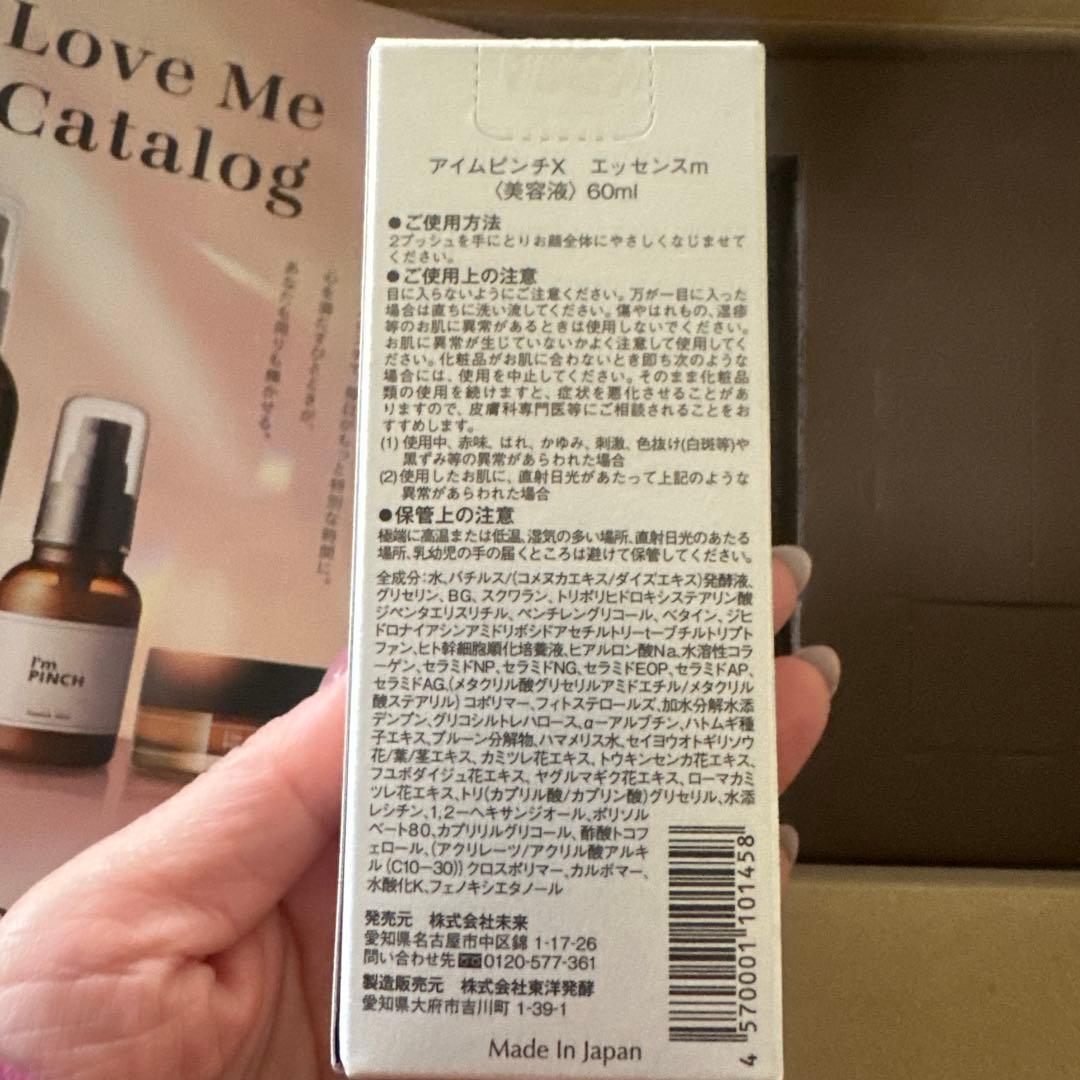 Love Me
Catalog
心を満たすひとときが、
毎日がもっと特別な時間に。
I'm
PINCH
アイムピンチX エッセンスm
〈美容液〉60ml
●ご使用方法
2プッシュを手にとりお顔全体にやさしくなじませて
ください。
●ご使用上の注意
目に入らないようにご注意ください。万が一目に入った
場合は直ちに洗い流してください。傷やはれもの、湿疹
等のお肌に異常があるときは使用しないでください。
お肌に異常が生じていないかよく注意して使用してく
ださい。化粧品がお肌に合わないとき即ち次のような
場合には、使用を中止してください。そのまま化粧品
類の使用を続けますと、症状を悪化させることがあ
りますので、皮膚科専門医等にご相談されることをお
すすめします。
(1)使用中、赤味、はれ、かゆみ、刺激、色抜け(白斑等)や
黒ずみ等の異常があらわれた場合
(2)使用したお肌に、直射日光があたって上記のような
異常があらわれた場合
●保管上の注意
極端に高温または低温、湿気の多い場所、直射日光のあたる
場所、乳幼児の手の届くところは避けて保管してください。
全成分:水、バチルス/(コメヌカエキス/ダイズエキス)発酵液、
グリセリン、BG、スクワラン、トリポリヒドロキシステアリン酸
ジペンタエリスリチル、ペンチレングリコール、ベタイン、ジヒ
ドロナイアシンアミドリボシドアセチルトリーtーブチルトリプト
ファン、ヒト幹細胞順化培養液、ヒアルロン酸Na、水溶性コラ
ーゲン、セラミドNP、セラミドNG、セラミドEOP、セラミドAP、
セラミドAG、(メタクリル酸グリセリルアミドエチル/メタクリル
酸ステアリル)コポリマー、フィトステロールズ、加水分解水添
デンプン、グリコシルトレハロース、α-アルブチン、ハトムギ種
子エキス、プルーン分解物、ハマメリス水、セイヨウオトギリソウ
花/葉/茎エキス、カミツレ花エキス、トウキンセンカ花エキス、
フユボダイジュ花エキス、ヤグルマギク花エキス、ローマカミ
ツレ花エキス、トリ(カプリル酸/カプリン酸)グリセリル、水添
レシチン、1,2-ヘキサンジオール、ポリソル
ベート80、カプリリルグリコール、酢酸トコフ
ェロール、(アクリレーツ/アクリル酸アルキ
ル(C10-30))クロスポリマー、カルボマー、
水酸化K、フェノキシエタノール
発売元 株式会社未来
愛知県名古屋市中区錦 1-17-26
問い合わせ先 0120-577-361
製造販売元 株式会社東洋発酵
愛知県大府市吉川町 1-39-1
Made In Japan
4 570001 101458